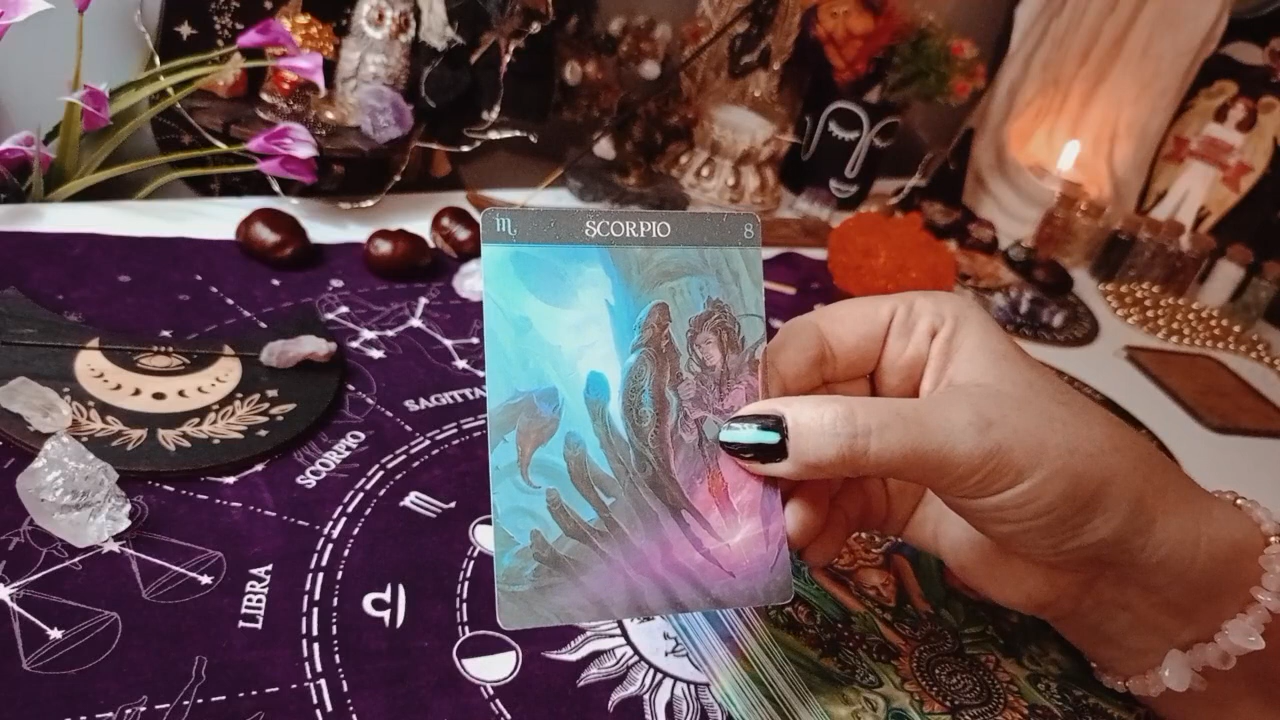 ♏ SCORPIO 8
SAGITTA
SCORPIO
♏
LIBRA
♎